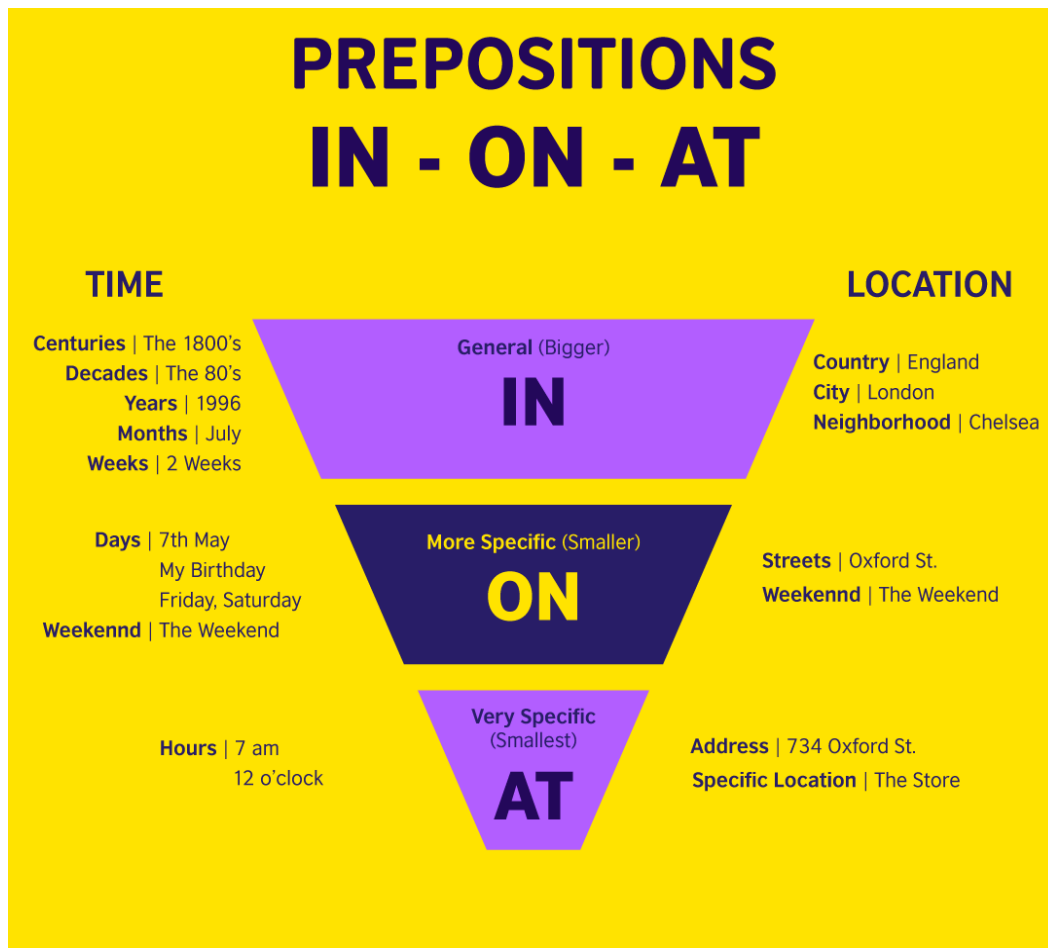 PREPOSITIONS
IN - ON - AT
TIME
LOCATION
Centuries | The 1800's
Decades | The 80's
Years | 1996
Months | July
Weeks | 2 Weeks
General (Bigger)
IN
Country | England
City | London
Neighborhood | Chelsea
Days | 7th May
My Birthday
Friday, Saturday
Weekennd | The Weekend
More Specific (Smaller)
ON
Streets | Oxford St.
Weekennd | The Weekend
Hours | 7 am
12 o'clock
Very Specific
(Smallest)
AT
Address | 734 Oxford St.
Specific Location | The Store